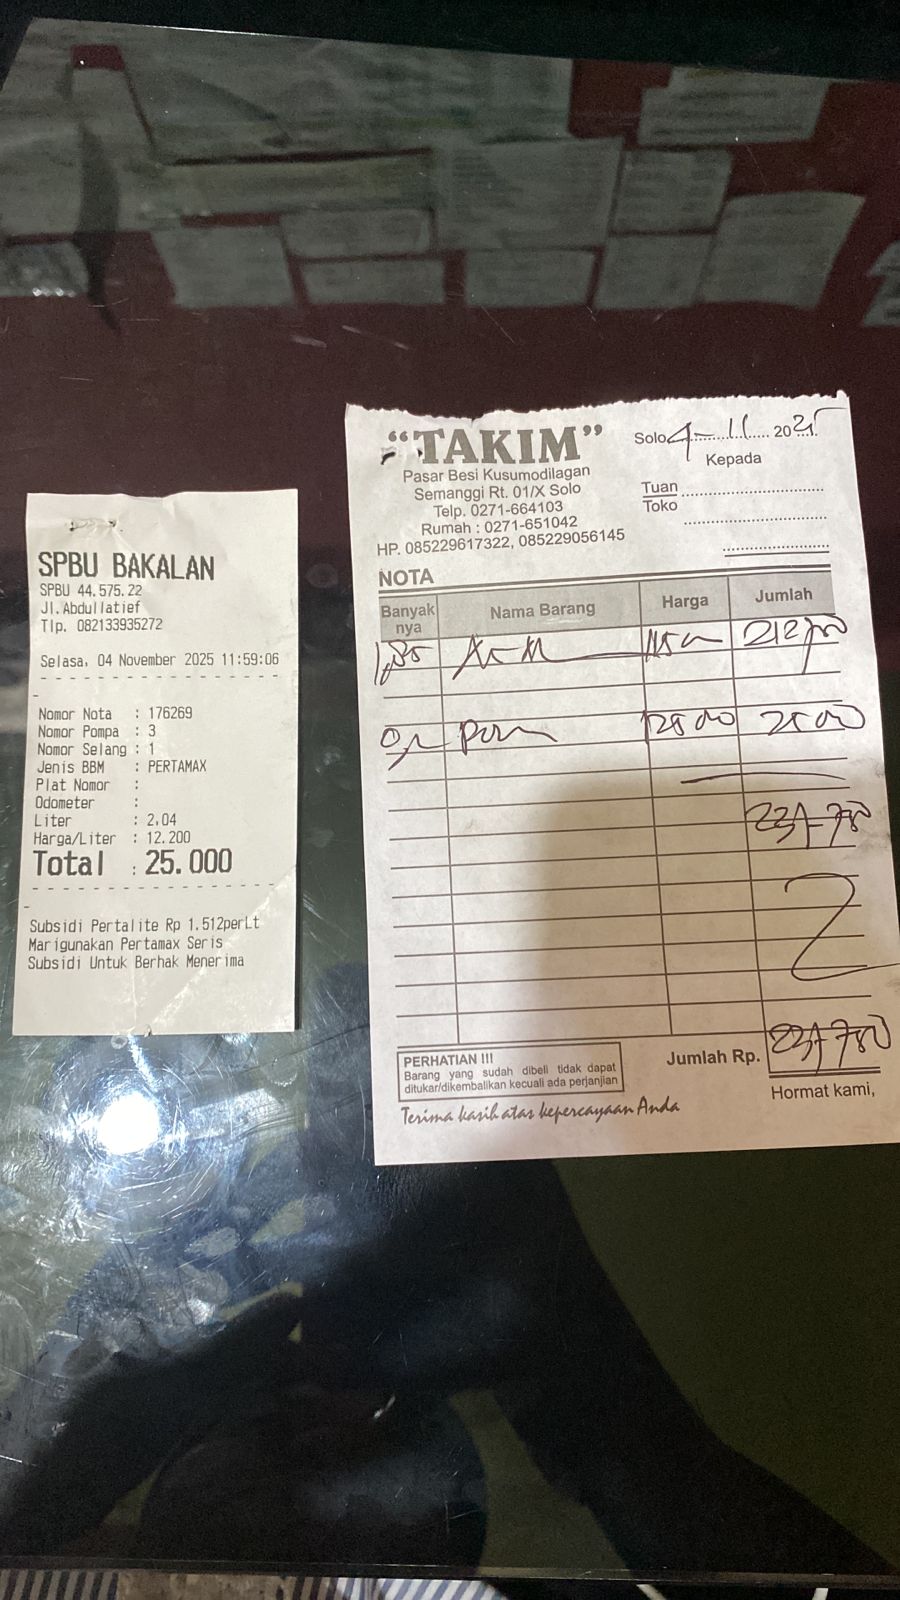 SPBU BAKALAN
SPBU 44.575.22
Jl.Abdullatief
Tlp. 082133935272
Selasa, 04 November 2025 11:59:06
Nomor Nota : 176269
Nomor Pompa : 3
Nomor Selang : 1
Jenis BBM : PERTAMAX
Plat Nomor :
Odometer :
Liter : 2,04
Harga/Liter : 12.200
Total : 25.000
Subsidi Pertalite Rp 1.512perLt
Marigunakan Pertamax Seris
Subsidi Untuk Berhak Menerima
"TAKIM"
Pasar Besi Kusumodilagan
Semanggi Rt. 01/X Solo
Telp. 0271-664103
Rumah : 0271-651042
HP. 085229617322, 085229056145
Solo 4-11 2025
Kepada
Tuan
Toko
NOTA
Banyak nya Nama Barang Harga Jumlah
1,85
PERHATIAN !!!
Barang yang sudah dibeli tidak dapat
ditukar/dikembalikan kecuali ada perjanjian
Jumlah Rp.
Hormat kami,
Terima kasih atas kepercayaan Anda